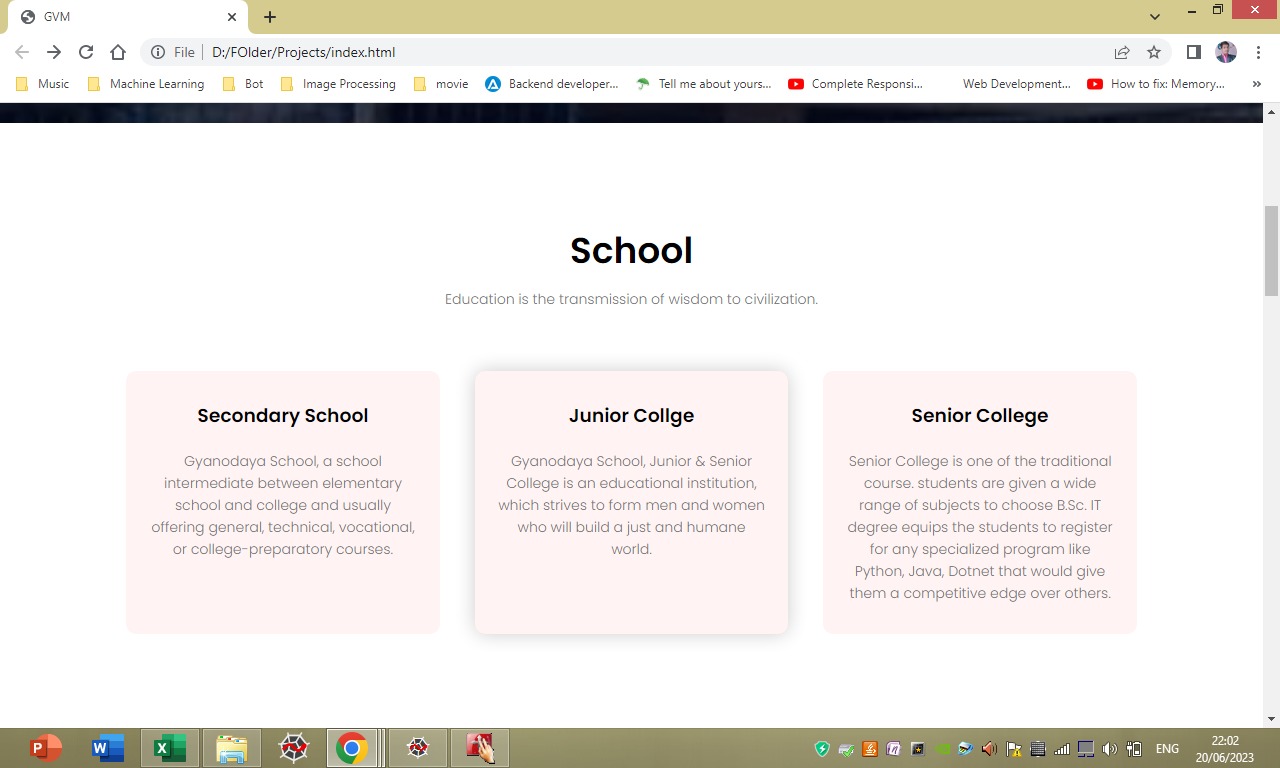 GVM
File
D:/FOlder/Projects/index.html
Music
Machine Learning
Bot
Image Processing
movie
Backend developer...
Tell me about yours...
Complete Responsi...
Web Development...
How to fix: Memory...
School
Education is the transmission of wisdom to civilization.
Secondary School
Gyanodaya School, a school
intermediate between elementary
school and college and usually
offering general, technical, vocational,
or college-preparatory courses.
Junior Collge
Gyanodaya School, Junior & Senior
College is an educational institution,
which strives to form men and women
who will build a just and humane
world.
Senior College
Senior College is one of the traditional
course. students are given a wide
range of subjects to choose B.Sc. IT
degree equips the students to register
for any specialized program like
Python, Java, Dotnet that would give
them a competitive edge over others.
ENG
22:02
20/06/2023